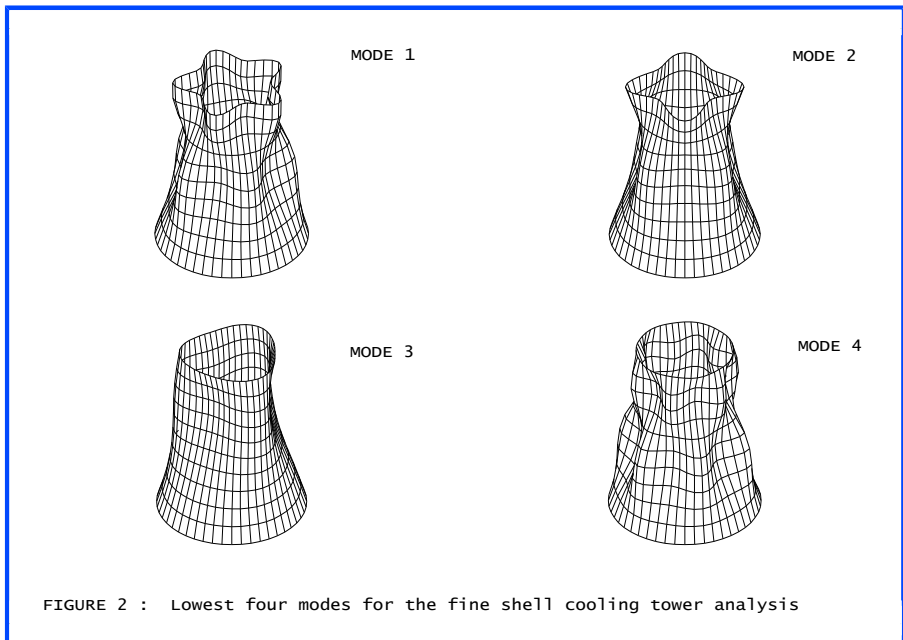 MODE 1
MODE 2
MODE 3
MODE 4
FIGURE 2 : Lowest four modes for the fine shell cooling tower analysis